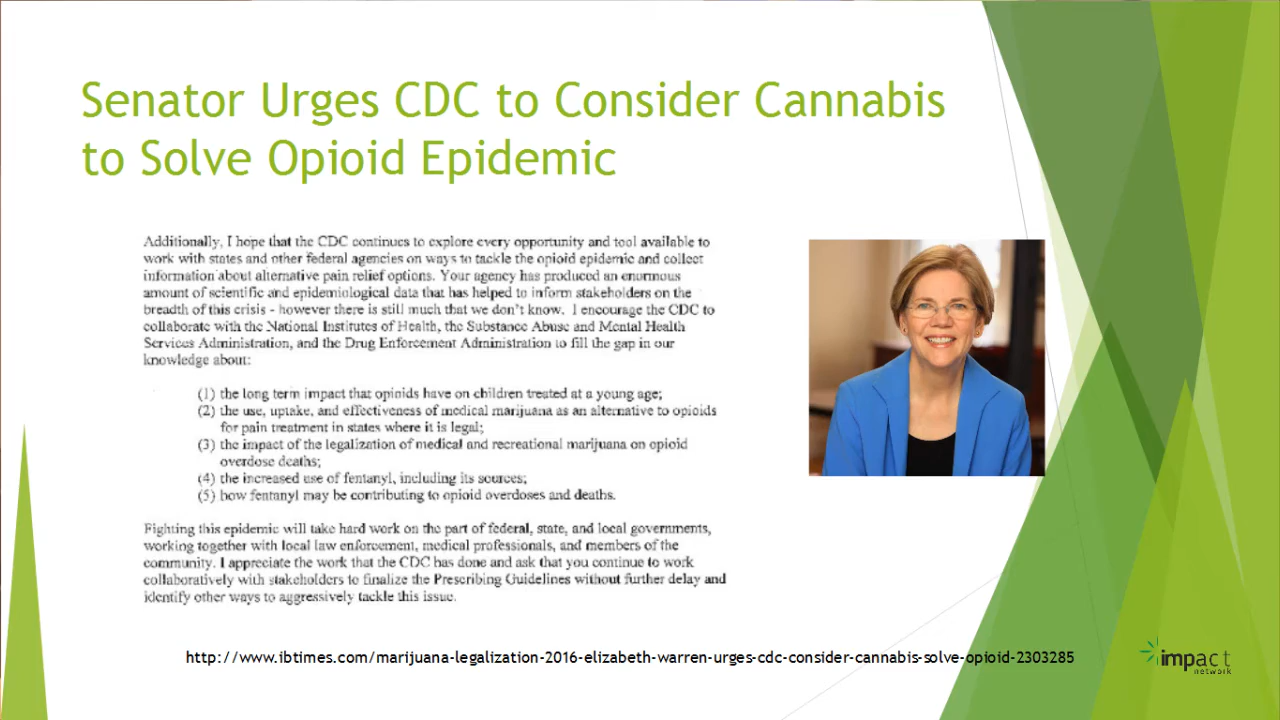 Senator Urges CDC to Consider Cannabis
to Solve Opioid Epidemic
Additionally, I hope that the CDC continues to explore every opportunity and tool available to
work with states and other federal agencies on ways to tackle the opioid epidemic and collect
information about alternative pain relief options. Your agency has produced an enormous
amount of scientific and epidemiological data that has helped to inform stakeholders on the
breadth of this crisis - however there is still much that we don't know. I encourage the CDC to
collaborate with the National Institutes of Health, the Substance Abuse and Mental Health
Services Administration, and the Drug Enforcement Administration to fill the gap in our
knowledge about:
(1) the long term impact that opioids have on children treated at a young age;
(2) the use, uptake, and effectiveness of medical marijuana as an alternative to opioids
for pain treatment in states where it is legal;
(3) the impact of the legalization of medical and recreational marijuana on opioid
overdose deaths;
(4) the increased use of fentanyl, including its sources;
(5) how fentanyl may be contributing to opioid overdoses and deaths.
Fighting this epidemic will take hard work on the part of federal, state, and local governments,
working together with local law enforcement, medical professionals, and members of the
community. I appreciate the work that the CDC has done and ask that you continue to work
collaboratively with stakeholders to finalize the Prescribing Guidelines without further delay and
identify other ways to aggressively tackle this issue.
http://www.ibtimes.com/marijuana-legalization-2016-elizabeth-warren-urges-cdc-consider-cannabis-solve-opioid-2303285
impact
network